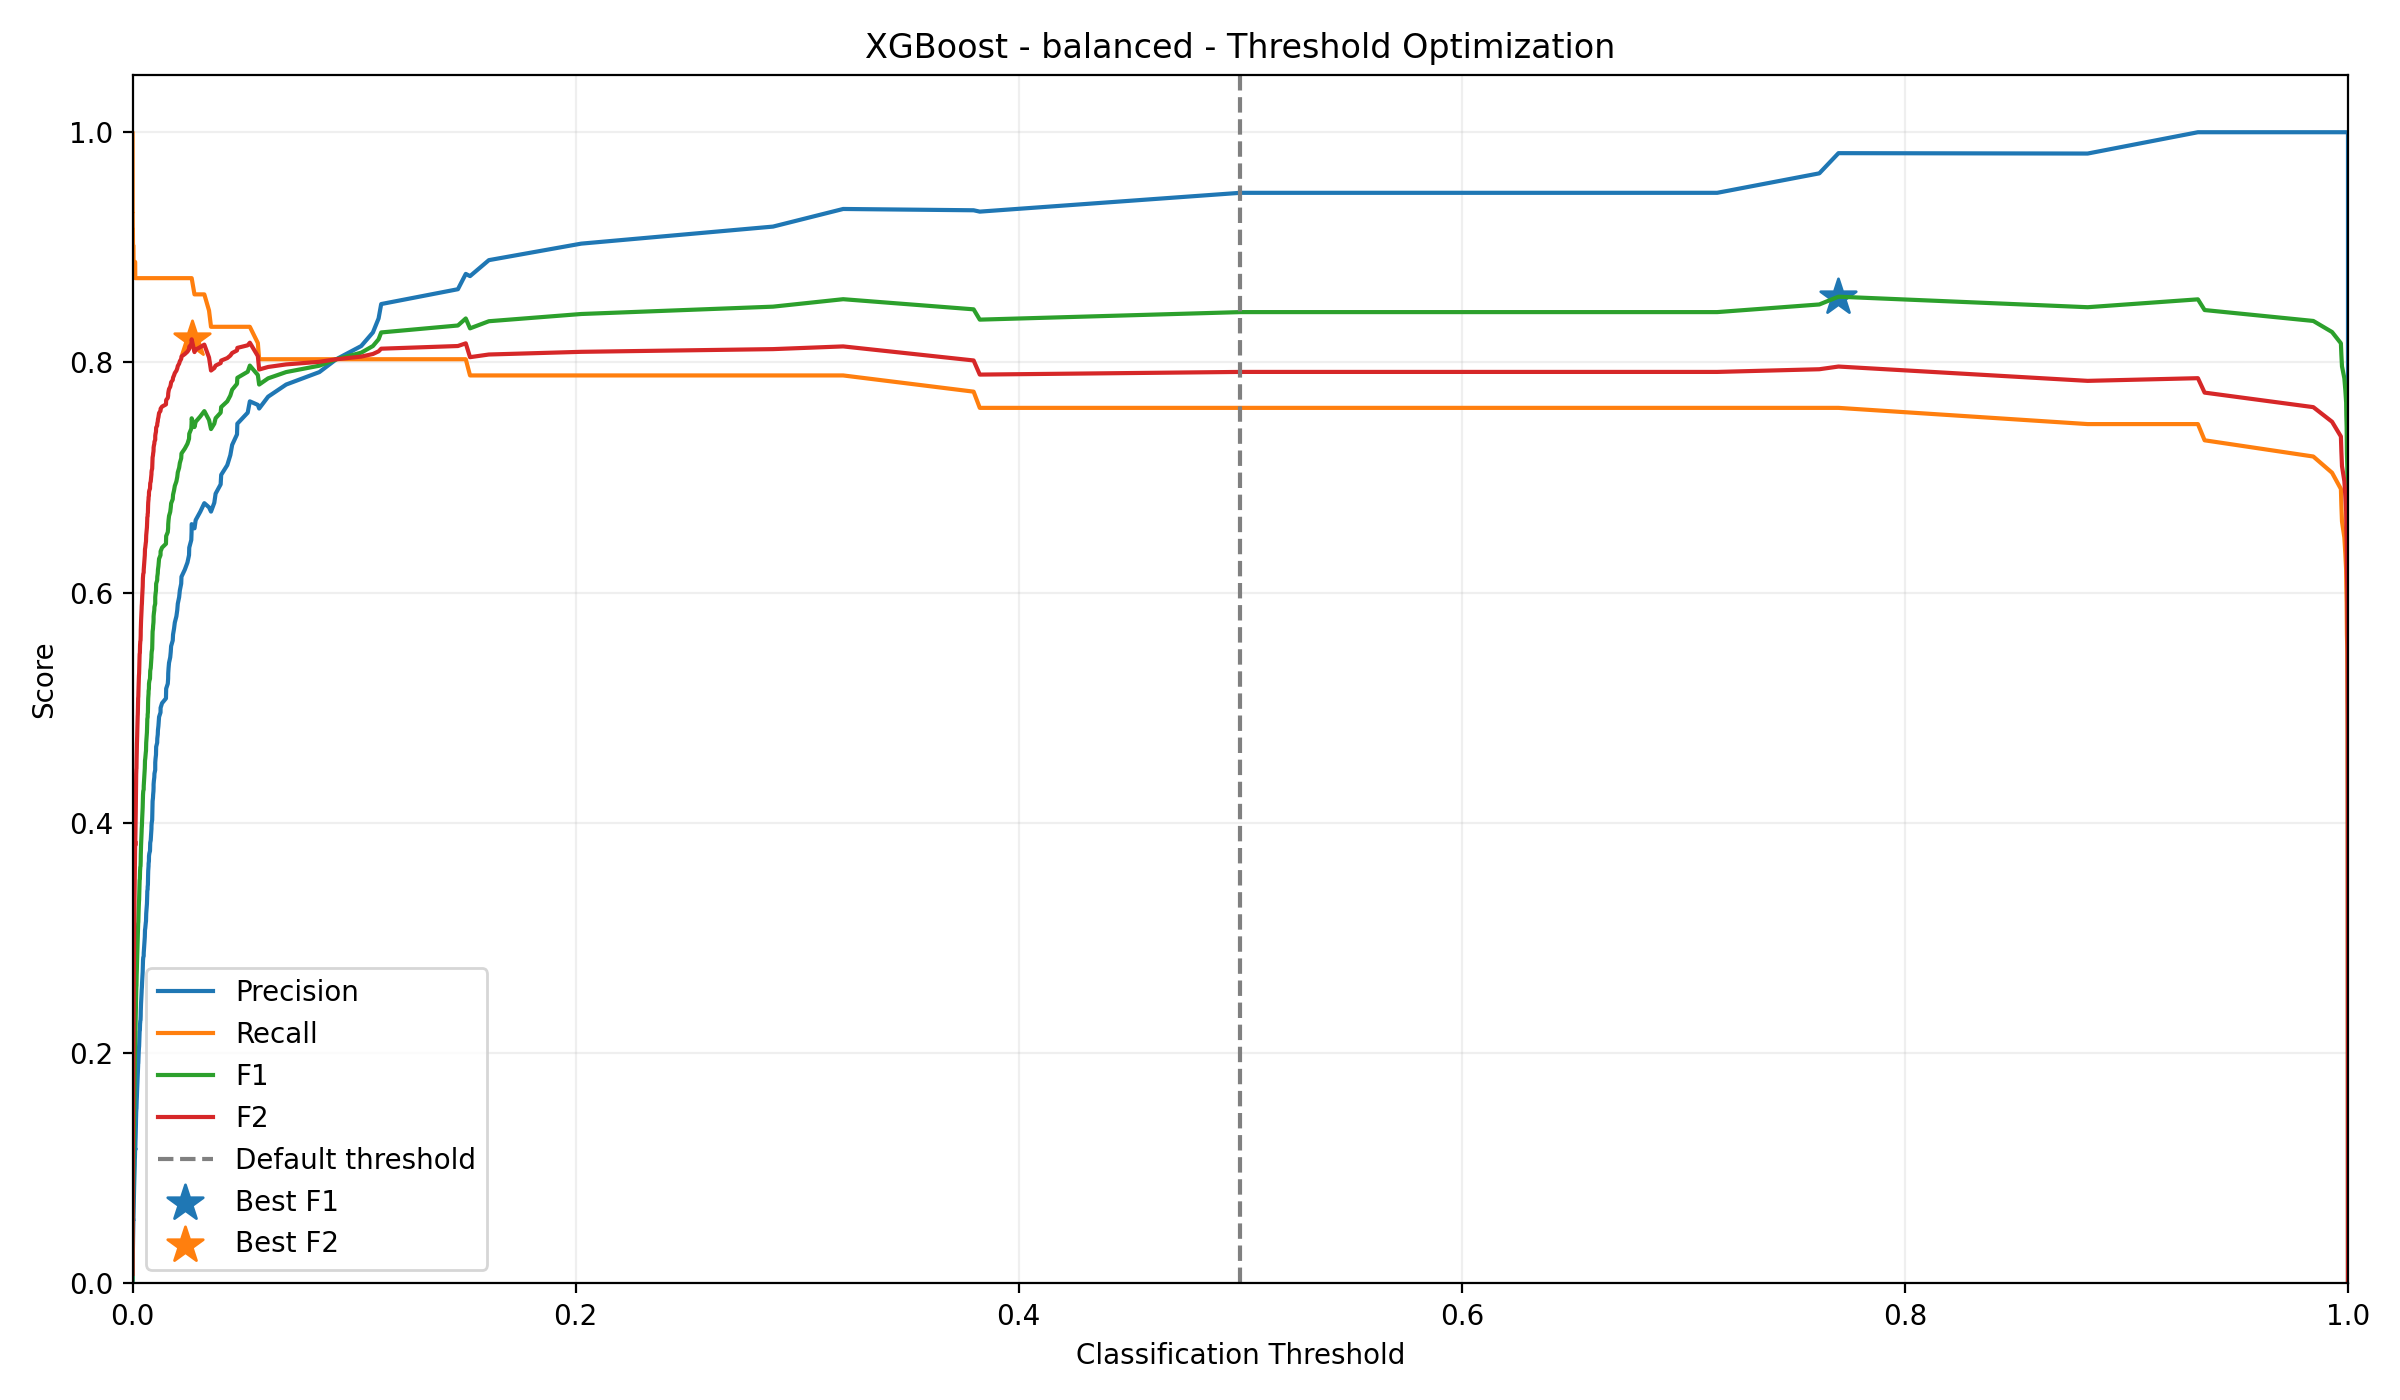 XGBoost - balanced - Threshold Optimization
1.0
0.8
0.6
0.4
0.2
0.0
Score
Precision
Recall
F1
F2
Default threshold
Best F1
Best F2
0.0 0.2 0.4 0.6 0.8 1.0
Classification Threshold